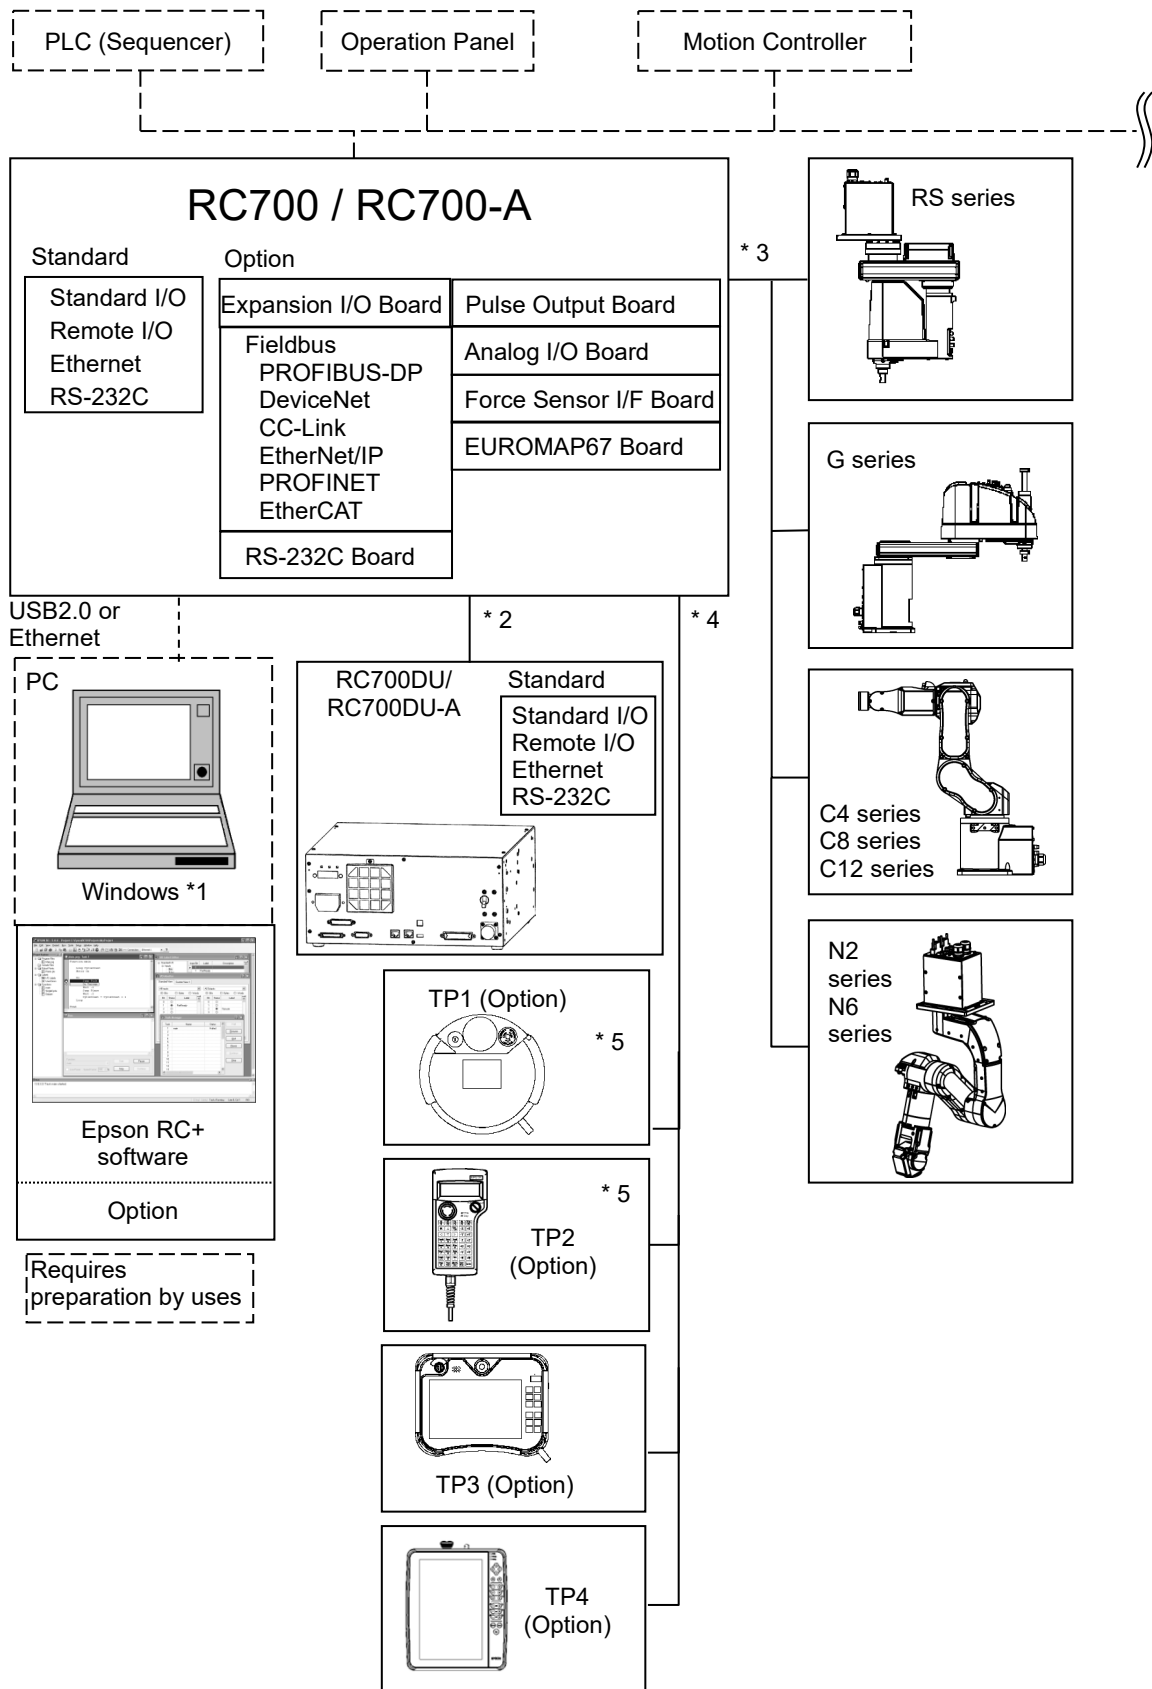 PLC (Sequencer)
Operation Panel
Motion Controller
RC700 / RC700-A
Standard
Standard I/O
Remote I/O
Ethernet
RS-232C
Option
Expansion I/O Board
Fieldbus
PROFIBUS-DP
DeviceNet
CC-Link
EtherNet/IP
PROFINET
EtherCAT
RS-232C Board
Pulse Output Board
Analog I/O Board
Force Sensor I/F Board
EUROMAP67 Board
* 3
RS series
G series
C4 series
C8 series
C12 series
N2
series
N6
series
USB2.0 or
Ethernet
* 2
* 4
PC
Windows *1
Epson RC+
software
Option
Requires
preparation by uses
RC700DU/
RC700DU-A
Standard
Standard I/O
Remote I/O
Ethernet
RS-232C
TP1 (Option)
* 5
* 5
TP2
(Option)
TP3 (Option)
TP4
(Option)